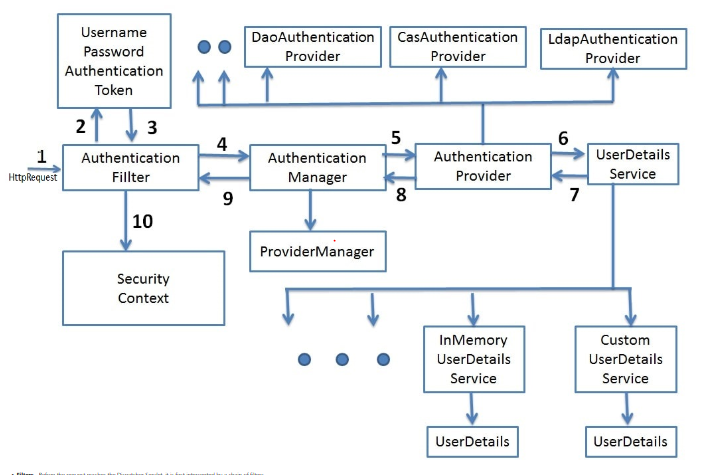 Username
Password
Authentication
Token
DaoAuthentication
Provider
CasAuthentication
Provider
LdapAuthentication
Provider
2
3
1
HttpRequest
Authentication
Fillter
4
9
Authentication
Manager
5
8
Authentication
Provider
6
7
UserDetails
Service
10
Security
Context
ProviderManager
InMemory
UserDetails
Service
Custom
UserDetails
Service
UserDetails
UserDetails